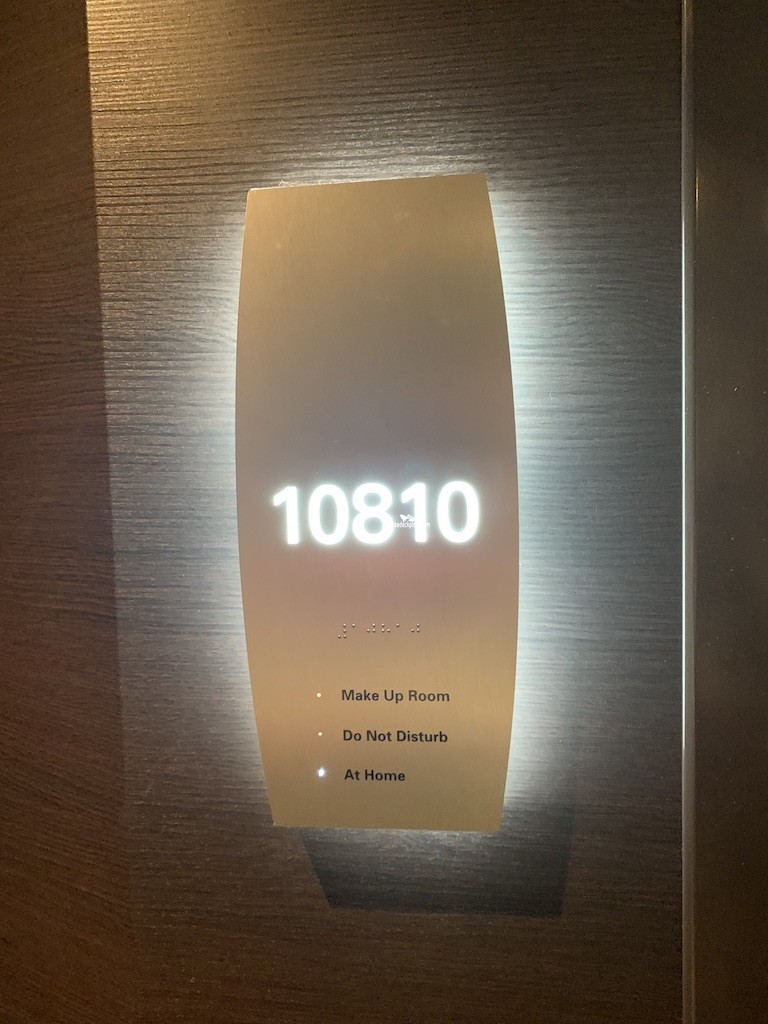 10810
⠼⠁⠚⠓⠁⠚
Make Up Room
Do Not Disturb
At Home